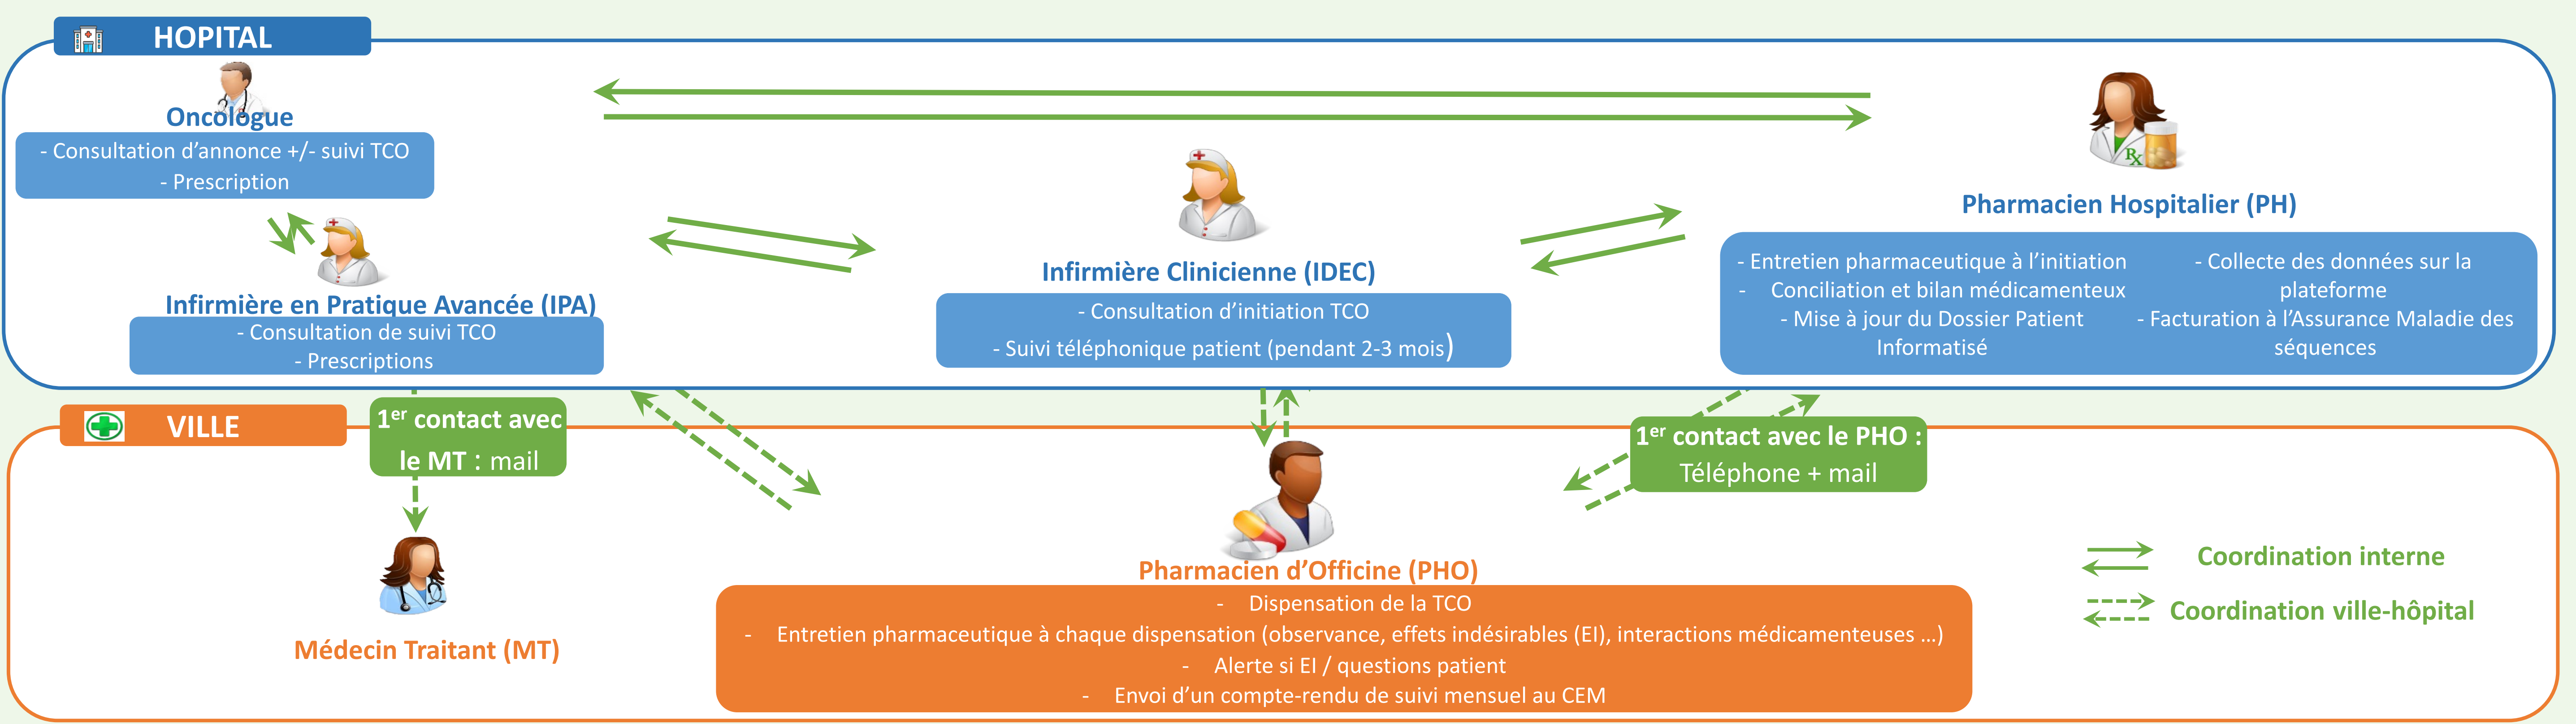 HOPITAL
Oncologue
- Consultation d'annonce +/- suivi TCO
- Prescription
Infirmière en Pratique Avancée (IPA)
- Consultation de suivi TCO
- Prescriptions
Infirmière Clinicienne (IDEC)
- Consultation d'initiation TCO
- Suivi téléphonique patient (pendant 2-3 mois)
Pharmacien Hospitalier (PH)
- Entretien pharmaceutique à l'initiation
- Conciliation et bilan médicamenteux
- Mise à jour du Dossier Patient
Informatisé
- Collecte des données sur la
plateforme
- Facturation à l'Assurance Maladie des
séquences
VILLE
1er contact avec
le MT : mail
1er contact avec le PHO :
Téléphone + mail
Médecin Traitant (MT)
Pharmacien d'Officine (PHO)
- Dispensation de la TCO
- Entretien pharmaceutique à chaque dispensation (observance, effets indésirables (EI), interactions médicamenteuses ...)
- Alerte si EI / questions patient
- Envoi d'un compte-rendu de suivi mensuel au CEM
Coordination interne
Coordination ville-hôpital
Rx